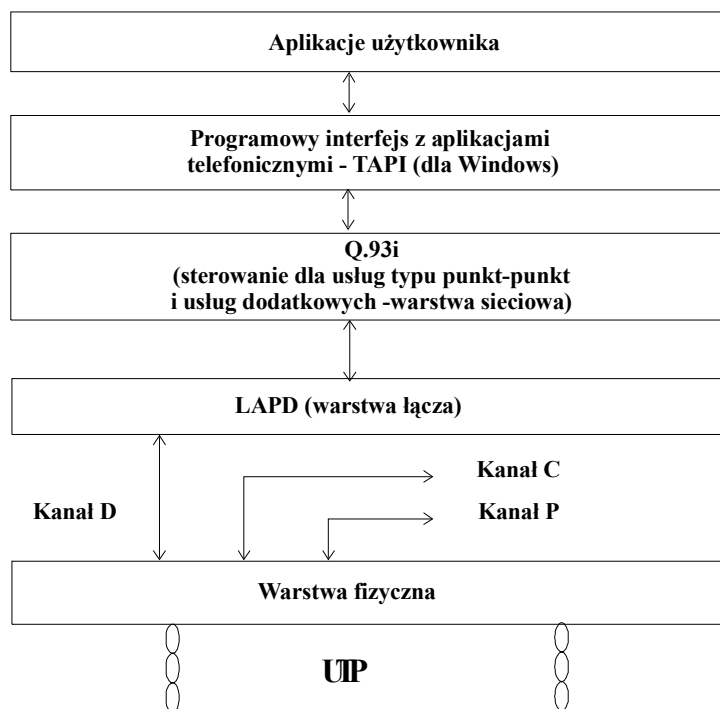 Aplikacje użytkownika
Programowy interfejs z aplikacjami
telefonicznymi - TAPI (dla Windows)
Q.93i
(sterowanie dla usług typu punkt-punkt
i usług dodatkowych -warstwa sieciowa)
LAPD (warstwa łącza)
Kanał C
Kanał D
Kanał P
Warstwa fizyczna
UTP